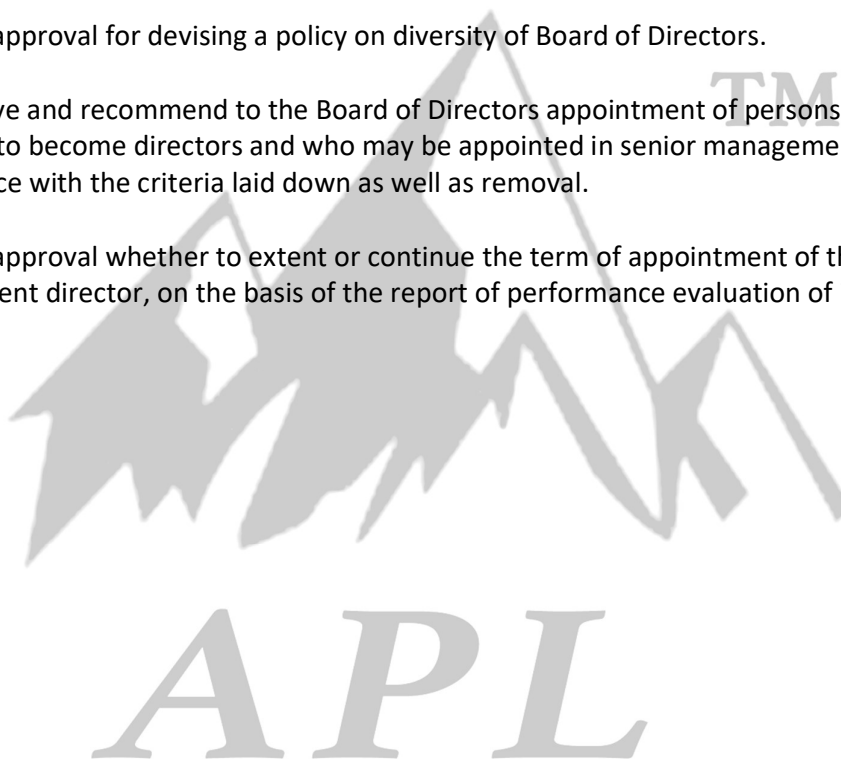 approval for devising a policy on diversity of Board of Directors.
TM
ve and recommend to the Board of Directors appointment of persons
to become directors and who may be appointed in senior manageme
ce with the criteria laid down as well as removal.
approval whether to extent or continue the term of appointment of th
ent director, on the basis of the report of performance evaluation of
APL